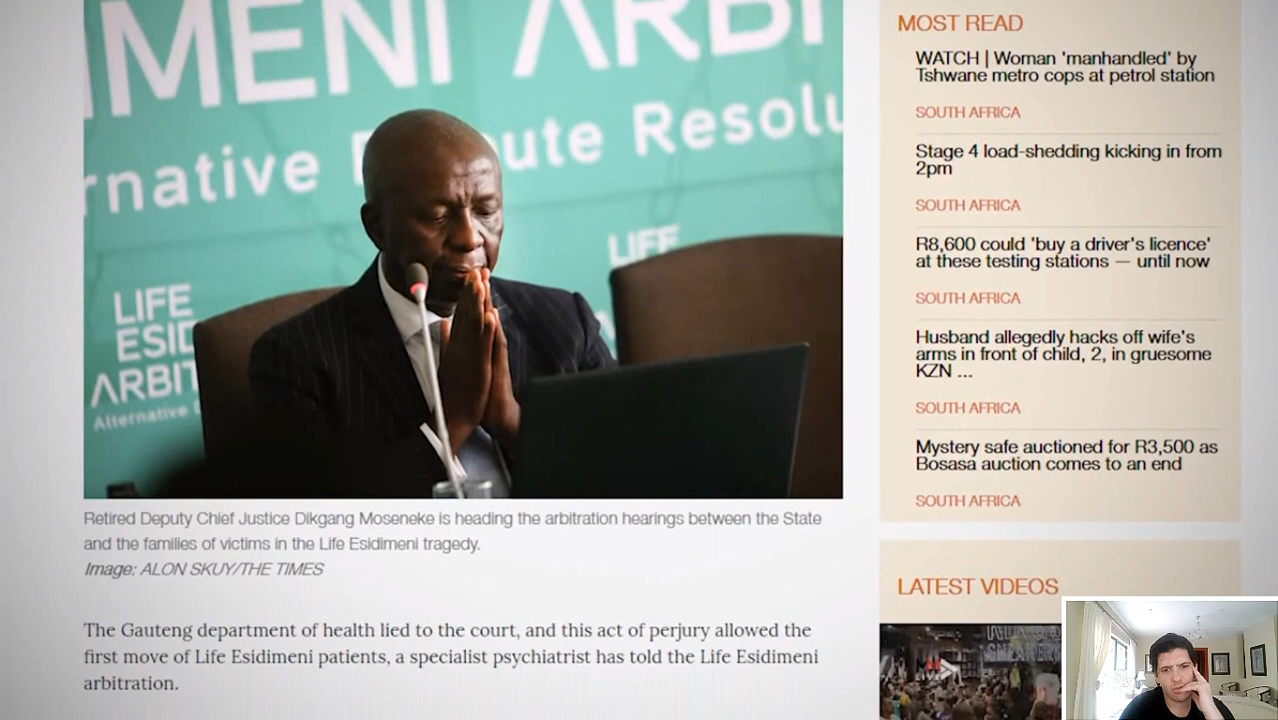 IMENI ARBI
rnative D ute Resolu
LIFE
LIFE
ESID
ARBIT
Alternative
Retired Deputy Chief Justice Dikgang Moseneke is heading the arbitration hearings between the State
and the families of victims in the Life Esidimeni tragedy.
Image: ALON SKUY/THE TIMES
The Gauteng department of health lied to the court, and this act of perjury allowed the
first move of Life Esidimeni patients, a specialist psychiatrist has told the Life Esidimeni
arbitration.
MOST READ
WATCH | Woman 'manhandled' by
Tshwane metro cops at petrol station
SOUTH AFRICA
Stage 4 load-shedding kicking in from
2pm
SOUTH AFRICA
R8,600 could 'buy a driver's licence'
at these testing stations — until now
SOUTH AFRICA
Husband allegedly hacks off wife's
arms in front of child, 2, in gruesome
KZN ...
SOUTH AFRICA
Mystery safe auctioned for R3,500 as
Bosasa auction comes to an end
SOUTH AFRICA
LATEST VIDEOS